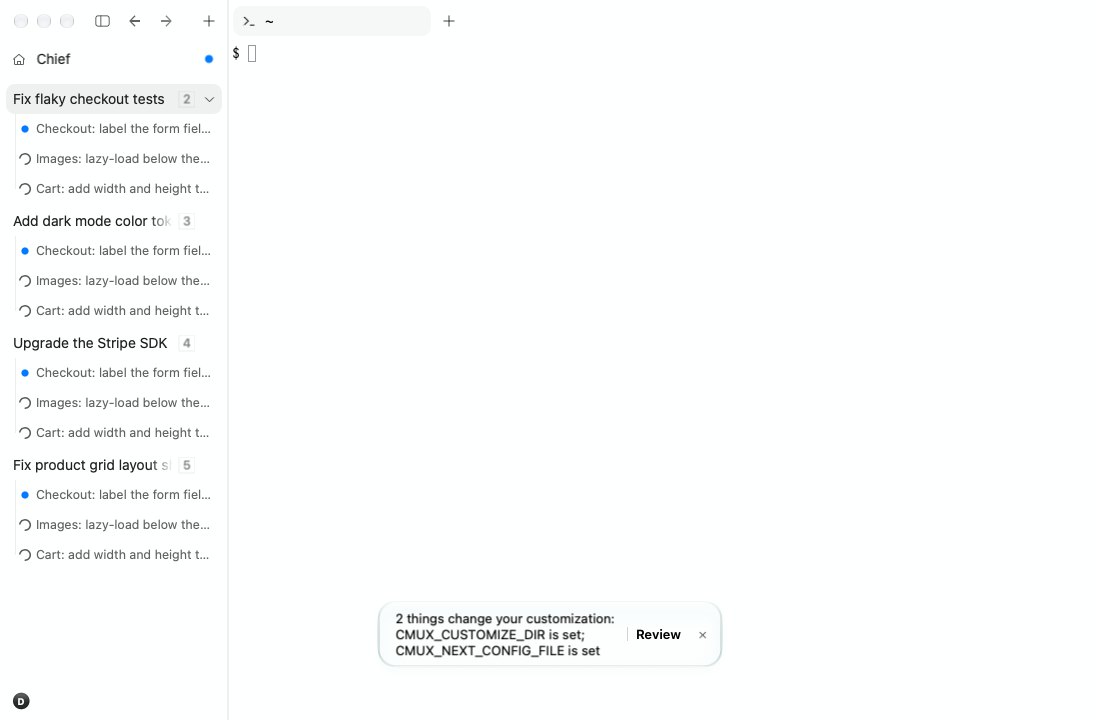 ~
$
Chief
Fix flaky checkout tests 2
Checkout: label the form fiel...
Images: lazy-load below the...
Cart: add width and height t...
Add dark mode color tok 3
Checkout: label the form fiel...
Images: lazy-load below the...
Cart: add width and height t...
Upgrade the Stripe SDK 4
Checkout: label the form fiel...
Images: lazy-load below the...
Cart: add width and height t...
Fix product grid layout s 5
Checkout: label the form fiel...
Images: lazy-load below the...
Cart: add width and height t...
2 things change your customization:
CMUX_CUSTOMIZE_DIR is set;
CMUX_NEXT_CONFIG_FILE is set
Review
D